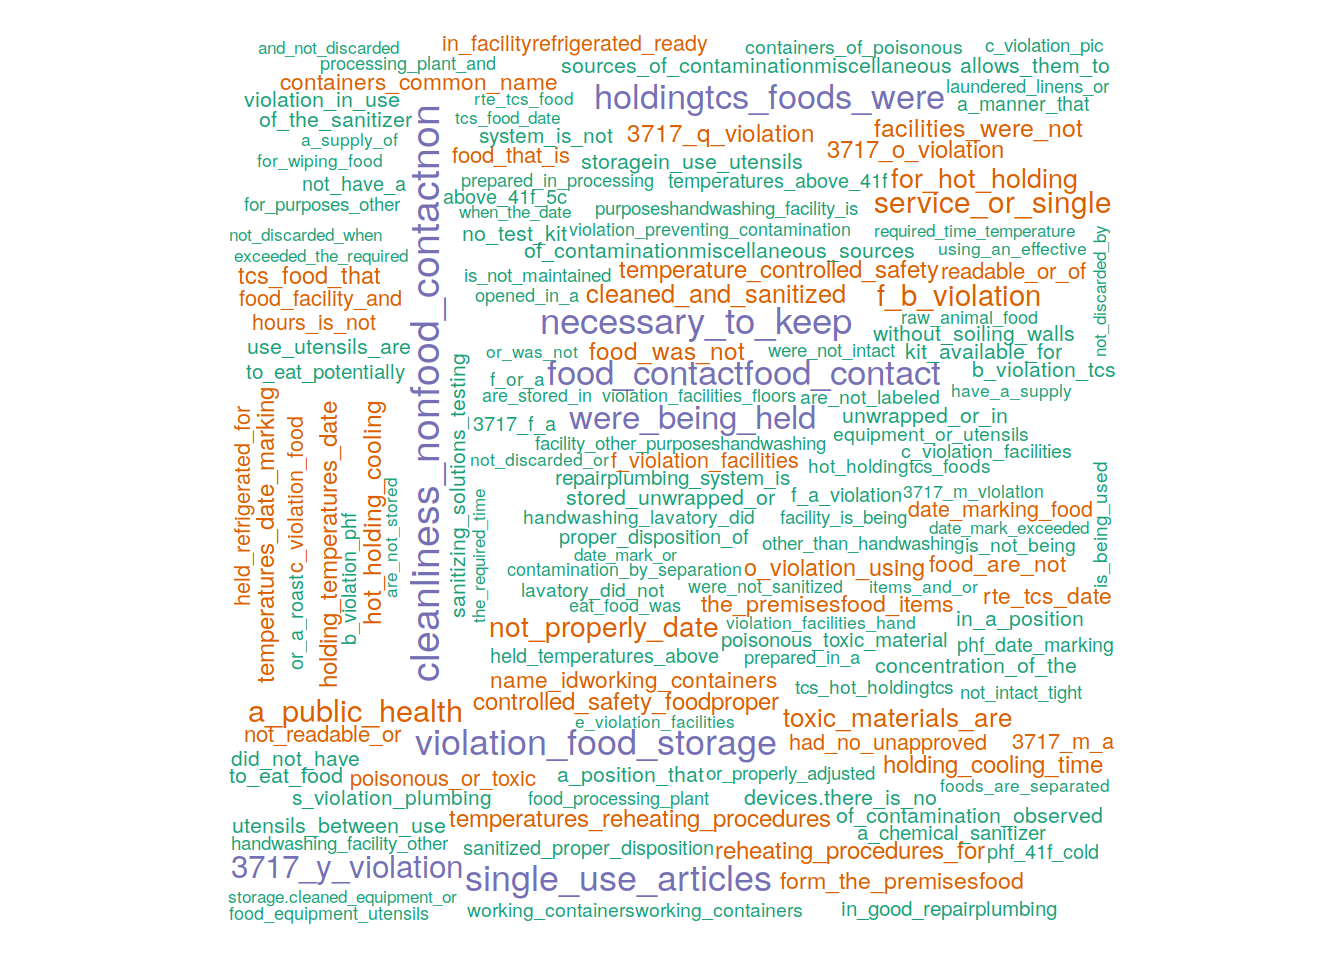 and_not_discarded
in_facilityrefrigerated_ready
containers_of_poisonous
c_violation_pic
processing_plant_and
sources_of_contaminationmiscellaneous
allows_them_to
containers_common_name
laundered_linens_or
violation_in_use
rte_tcs_food
holdingtcs_foods_were
a_manner_that
of_the_sanitizer
tcs_food_date
a_supply_of
system_is_not
3717_q_violation
facilities_were_not
for_wiping_food
food_that_is
storagein_use_utensils
3717_o_violation
not_have_a
prepared_in_processing
temperatures_above_41f
for_hot_holding
for_purposes_other
above_41f_5c
when_the_date
purposeshandwashing_facility_is
service_or_single
not_discarded_when
no_test_kit
violation_preventing_contamination
required_time_temperature
exceeded_the_required
of_contaminationmiscellaneous_sources
using_an_effective
not_discarded_by
tcs_food_that
is_not_maintained
temperature_controlled_safety
readable_or_of
food_facility_and
opened_in_a
cleaned_and_sanitized
f_b_violation
hours_is_not
necessary_to_keep
raw_animal_food
without_soiling_walls
use_utensils_are
or_was_not
food_was_not
were_not_intact
kit_available_for
to_eat_potentially
f_or_a
food_contactfood_contact
b_violation_tcs
are_stored_in
violation_facilities_floors
are_not_labeled
have_a_supply
cleanliness_nonfood_contactnon
3717_f_a
were_being_held
unwrapped_or_in
facility_other_purposeshandwashing
equipment_or_utensils
c_violation_facilities
not_discarded_or
f_violation_facilities
hot_holdingtcs_foods
held_refrigerated_for
temperatures_date_marking
or_a_roastc_violation_food
holding_temperatures_date
b_violation_phf
hot_holding_cooling
are_not_stored
sanitizing_solutions_testing
the_required_time
repairplumbing_system_is
stored_unwrapped_or
f_a_violation
3717_m_violation
is_being_used
handwashing_lavatory_did
facility_is_being
date_marking_food
date_mark_exceeded
proper_disposition_of
other_than_handwashing
is_not_being
date_mark_or
contamination_by_separation
o_violation_using
food_are_not
lavatory_did_not
were_not_sanitized
items_and_or
rte_tcs_date
eat_food_was
the_premisesfood_items
not_properly_date
violation_facilities_hand
in_a_position
poisonous_toxic_material
phf_date_marking
held_temperatures_above
prepared_in_a
concentration_of_the
name_idworking_containers
tcs_hot_holdingtcs
not_intact_tight
a_public_health
controlled_safety_foodproper
e_violation_facilities
toxic_materials_are
not_readable_or
violation_food_storage
had_no_unapproved
3717_m_a
did_not_have
to_eat_food
poisonous_or_toxic
a_position_that
or_properly_adjusted
holding_cooling_time
foods_are_separated
s_violation_plumbing
food_processing_plant
devices.there_is_no
utensils_between_use
temperatures_reheating_procedures
of_contamination_observed
a_chemical_sanitizer
handwashing_facility_other
sanitized_proper_disposition
reheating_procedures_for
phf_41f_cold
3717_y_violation
single_use_articles
form_the_premisesfood
storage.cleaned_equipment_or
food_equipment_utensils
working_containersworking_containers
in_good_repairplumbing